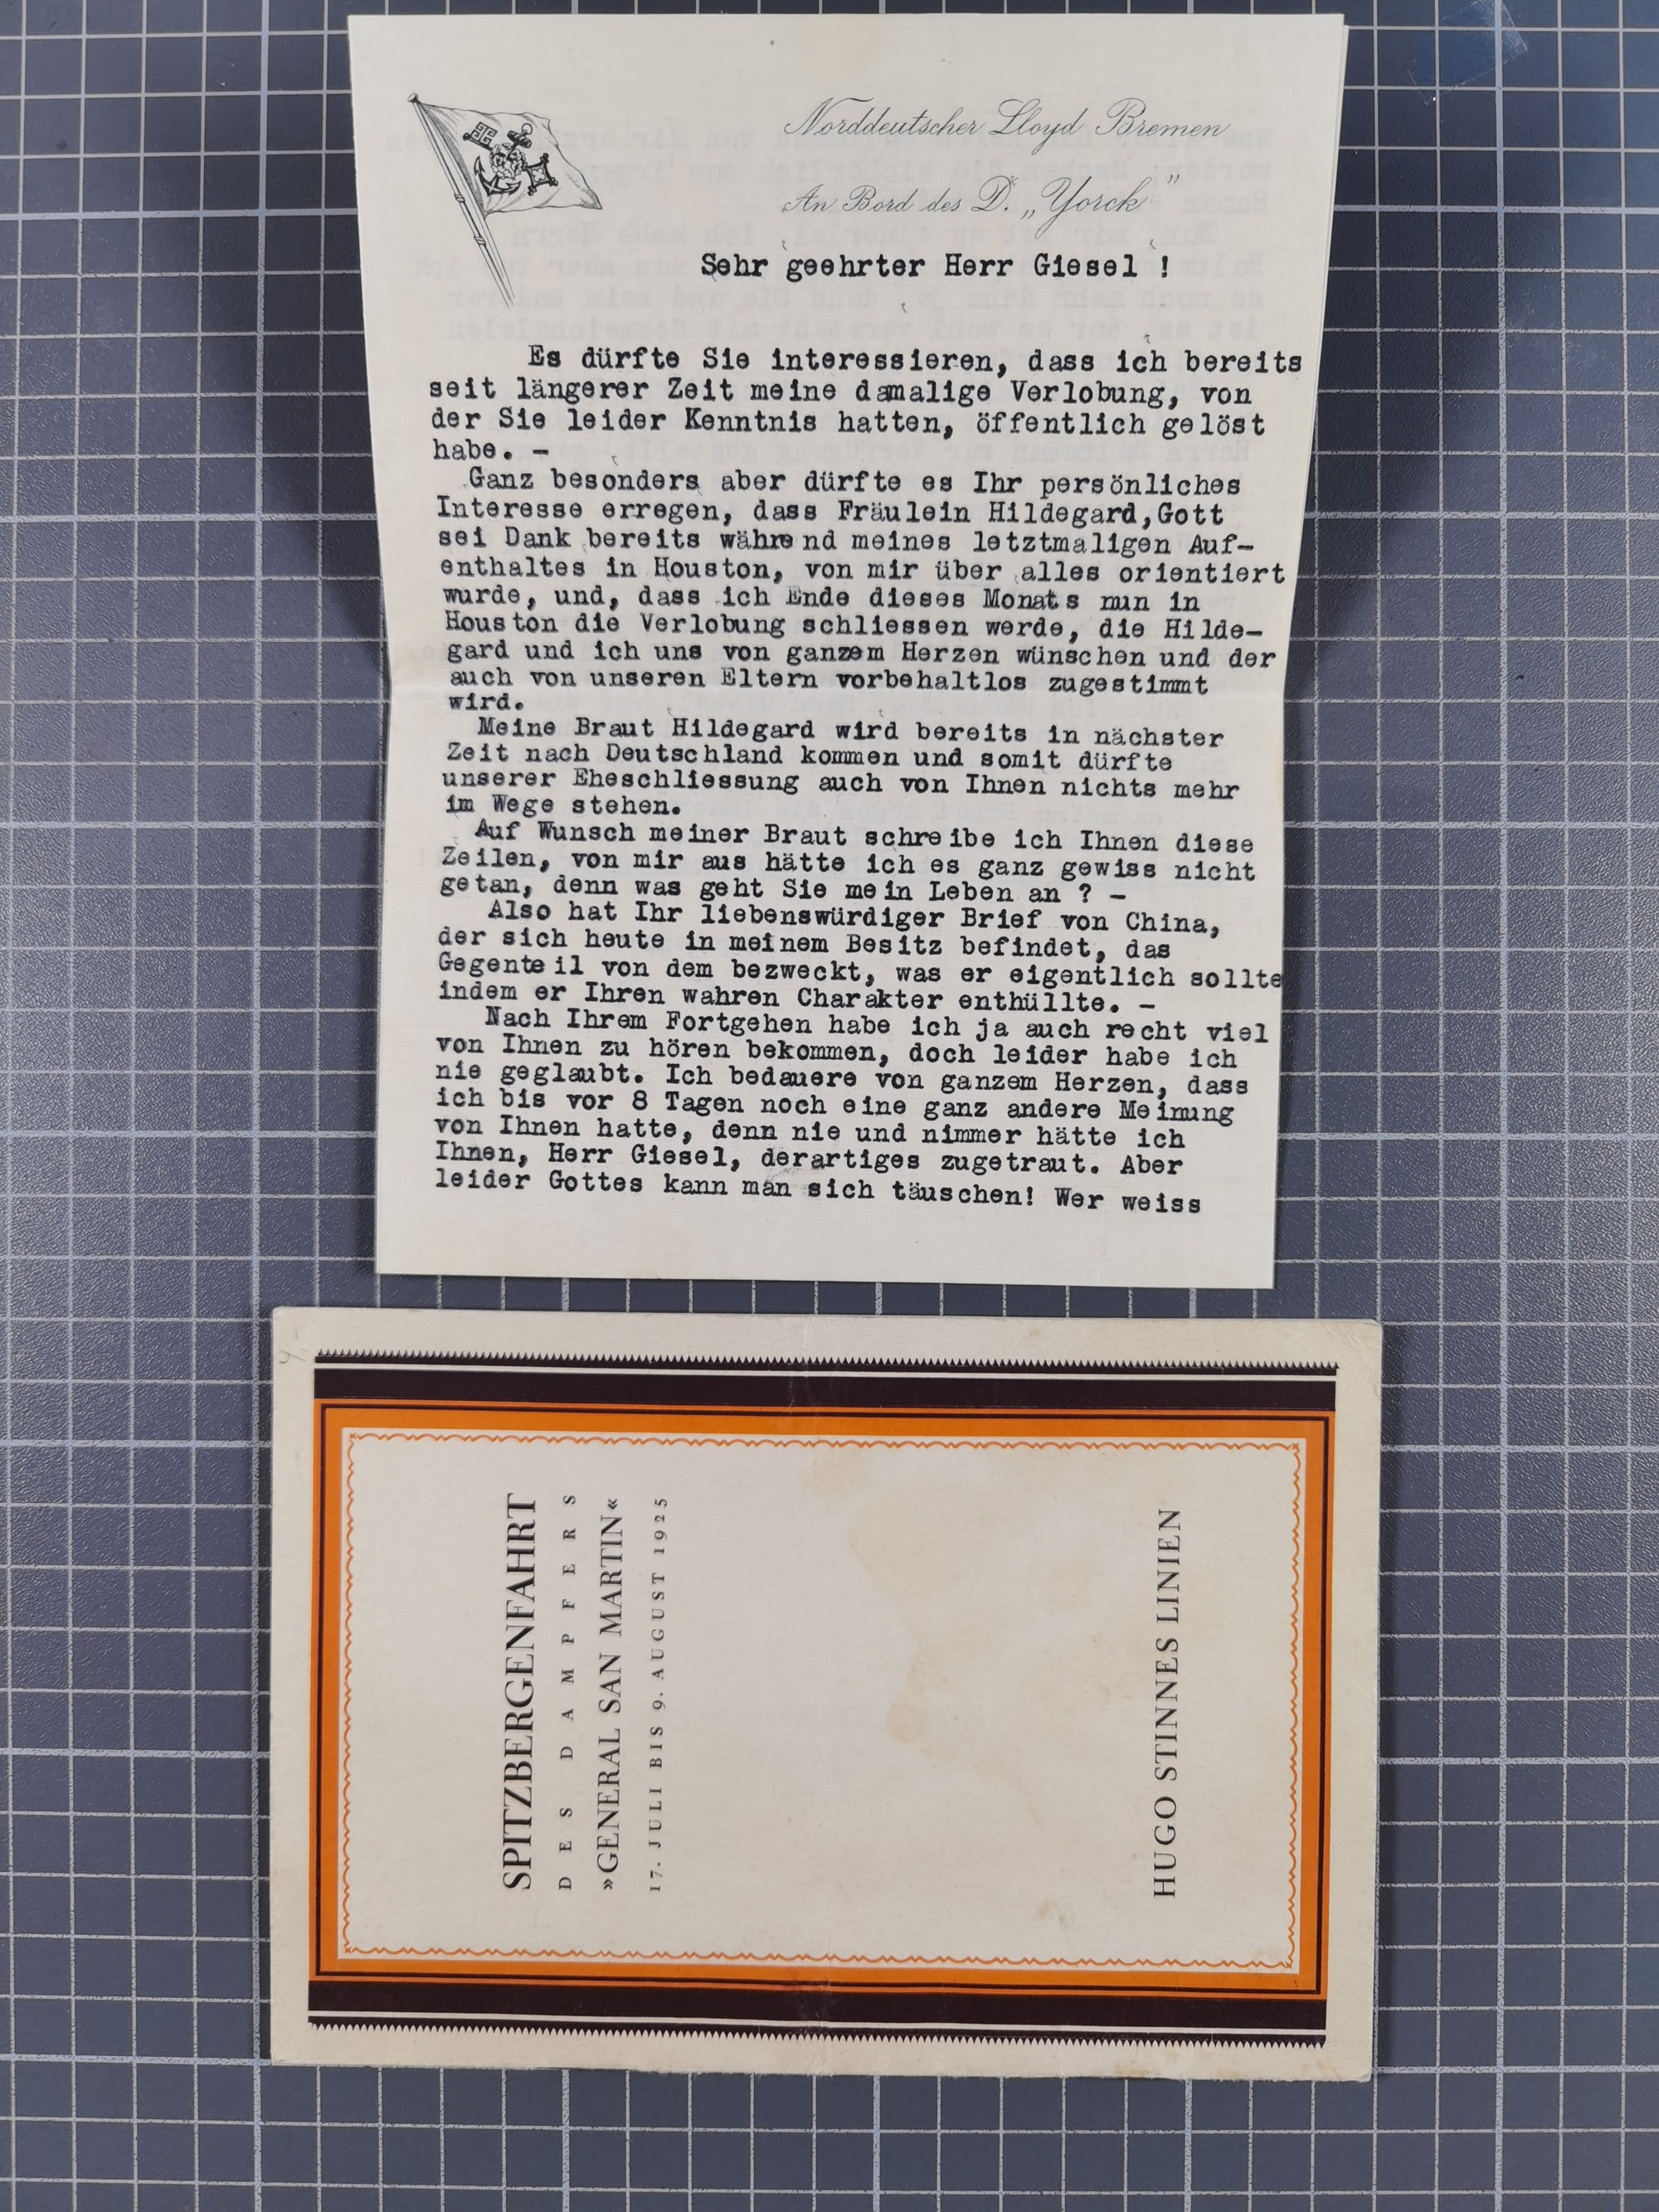 Norddeutscher Lloyd Bremen
An Bord des D. „Yorck"
Sehr geehrter Herr Giesel !
Es dürfte Sie interessieren, dass ich bereits
seit längerer Zeit meine damalige Verlobung, von
der Sie leider Kenntnis hatten, öffentlich gelöst
habe. -
Ganz besonders aber dürfte es Ihr persönliches
Interesse erregen, dass Fräulein Hildegard,Gott
sei Dank bereits während meines letztmaligen Auf-
enthaltes in Houston, von mir über alles orientiert
wurde, und, dass ich Ende dieses Monats nun in
Houston die Verlobung schliessen werde, die Hilde-
gard und ich uns von ganzem Herzen wünschen und der
auch von unseren Eltern vorbehaltlos zugestimmt
wird.
Meine Braut Hildegard wird bereits in nächster
Zeit nach Deutschland kommen und somit dürfte
unserer Eheschliessung auch von Ihnen nichts mehr
im Wege stehen.
Auf Wunsch meiner Braut schreibe ich Ihnen diese
Zeilen, von mir aus hätte ich es ganz gewiss nicht
getan, denn was geht Sie mein Leben an ? -
Also hat Ihr liebenswürdiger Brief von China,
der sich heute in meinem Besitz befindet, das
Gegenteil von dem bezweckt, was er eigentlich sollte
indem er Ihren wahren Charakter enthüllte. -
Nach Ihrem Fortgehen habe ich ja auch recht viel
von Ihnen zu hören bekommen, doch leider habe ich
nie geglaubt. Ich bedauere von ganzem Herzen, dass
ich bis vor 8 Tagen noch eine ganz andere Meinung
von Ihnen hatte, denn nie und nimmer hätte ich
Ihnen, Herr Giesel, derartiges zugetraut. Aber
leider Gottes kann man sich täuschen! Wer weiss
SPITZBERGENFAHRT
DES DAMPFERS
»GENERAL SAN MARTIN«
17. JULI BIS 9. AUGUST 1925
HUGO STINNES LINIEN